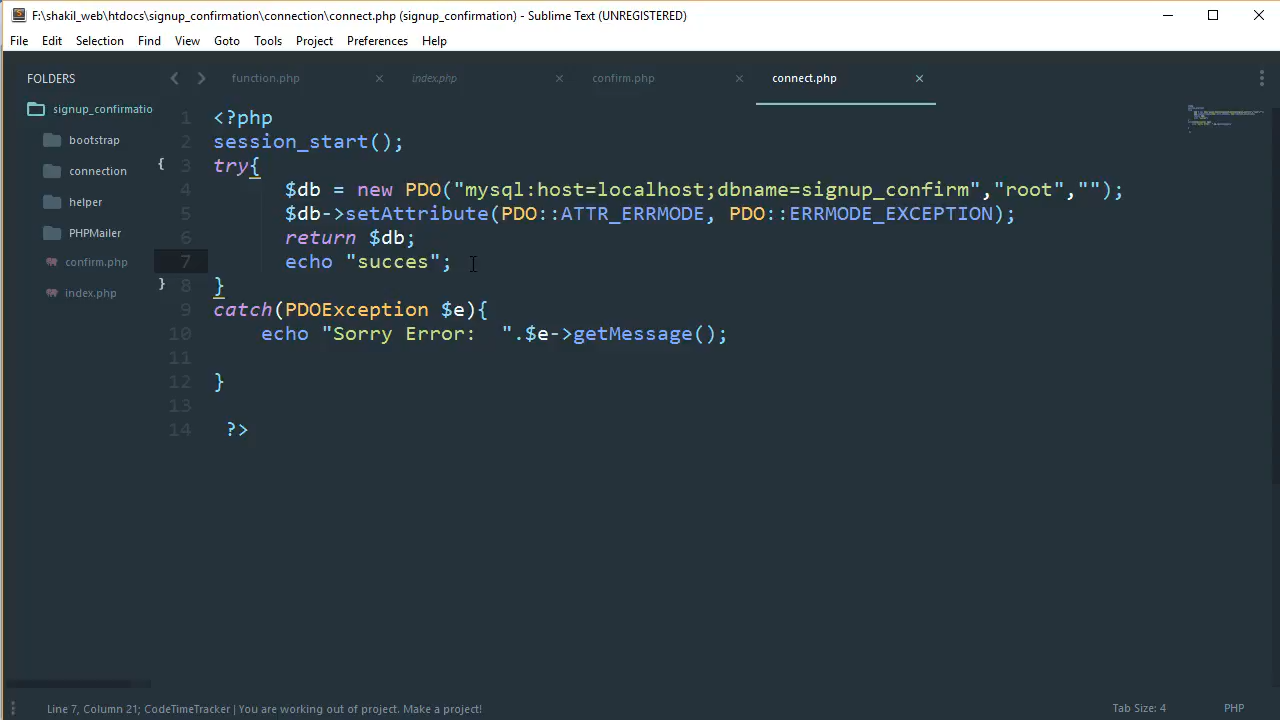 F:\shakil_web\htdocs\signup_confirmation\connection\connect.php (signup_confirmation) - Sublime Text (UNREGISTERED)
File Edit Selection Find View Goto Tools Project Preferences Help
FOLDERS
signup_confirmatio
bootstrap
connection
helper
PHPMailer
confirm.php
index.php
function.php index.php confirm.php connect.php
1 <?php
2 session_start();
3 try{
4 $db = new PDO("mysql:host=localhost;dbname=signup_confirm","root","");
5 $db->setAttribute(PDO::ATTR_ERRMODE, PDO::ERRMODE_EXCEPTION);
6 return $db;
7 echo "succes";
8 }
9 catch(PDOException $e){
10 echo "Sorry Error:  ".$e->getMessage();
11
12 }
13
14 ?>
Line 7, Column 21; CodeTimeTracker | You are working out of project. Make a project! Tab Size: 4 PHP